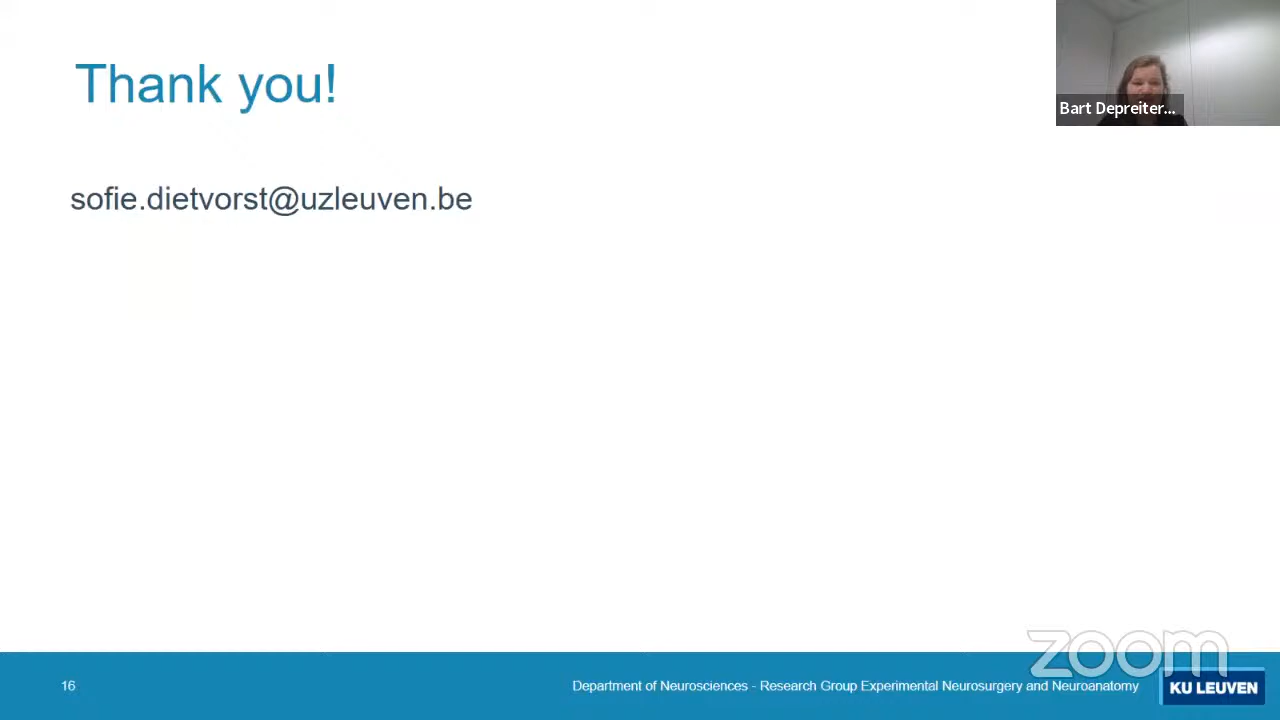 Thank you!
Bart Depreiter...
sofie.dietvorst@uzleuven.be
zoom
16
Department of Neurosciences - Research Group Experimental Neurosurgery and Neuroanatomy
KU LEUVEN